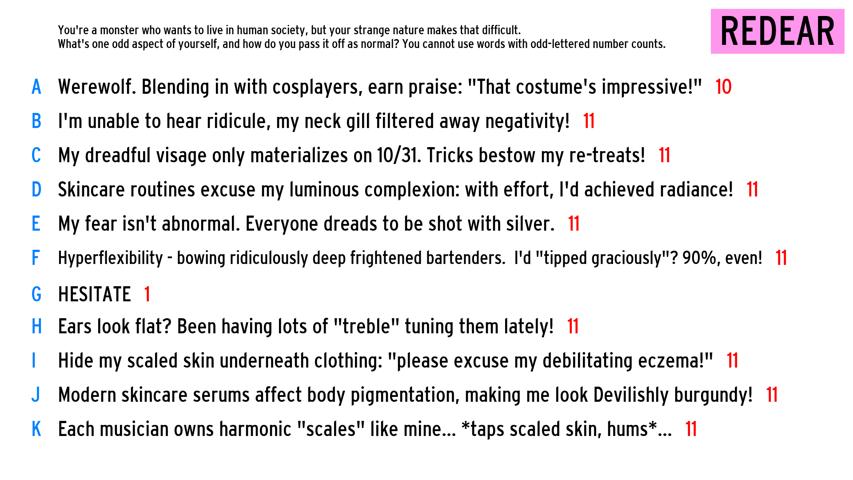 You're a monster who wants to live in human society, but your strange nature makes that difficult.
What's one odd aspect of yourself, and how do you pass it off as normal? You cannot use words with odd-lettered number counts.
REDEAR
A Werewolf. Blending in with cosplayers, earn praise: "That costume's impressive!" 10
B I'm unable to hear ridicule, my neck gill filtered away negativity! 11
C My dreadful visage only materializes on 10/31. Tricks bestow my re-treats! 11
D Skincare routines excuse my luminous complexion: with effort, I'd achieved radiance! 11
E My fear isn't abnormal. Everyone dreads to be shot with silver. 11
F Hyperflexibility - bowing ridiculously deep frightened bartenders. I'd "tipped graciously"? 90%, even! 11
G HESITATE 1
H Ears look flat? Been having lots of "treble" tuning them lately! 11
I Hide my scaled skin underneath clothing: "please excuse my debilitating eczema!" 11
J Modern skincare serums affect body pigmentation, making me look Devilishly burgundy! 11
K Each musician owns harmonic "scales" like mine... *taps scaled skin, hums*... 11